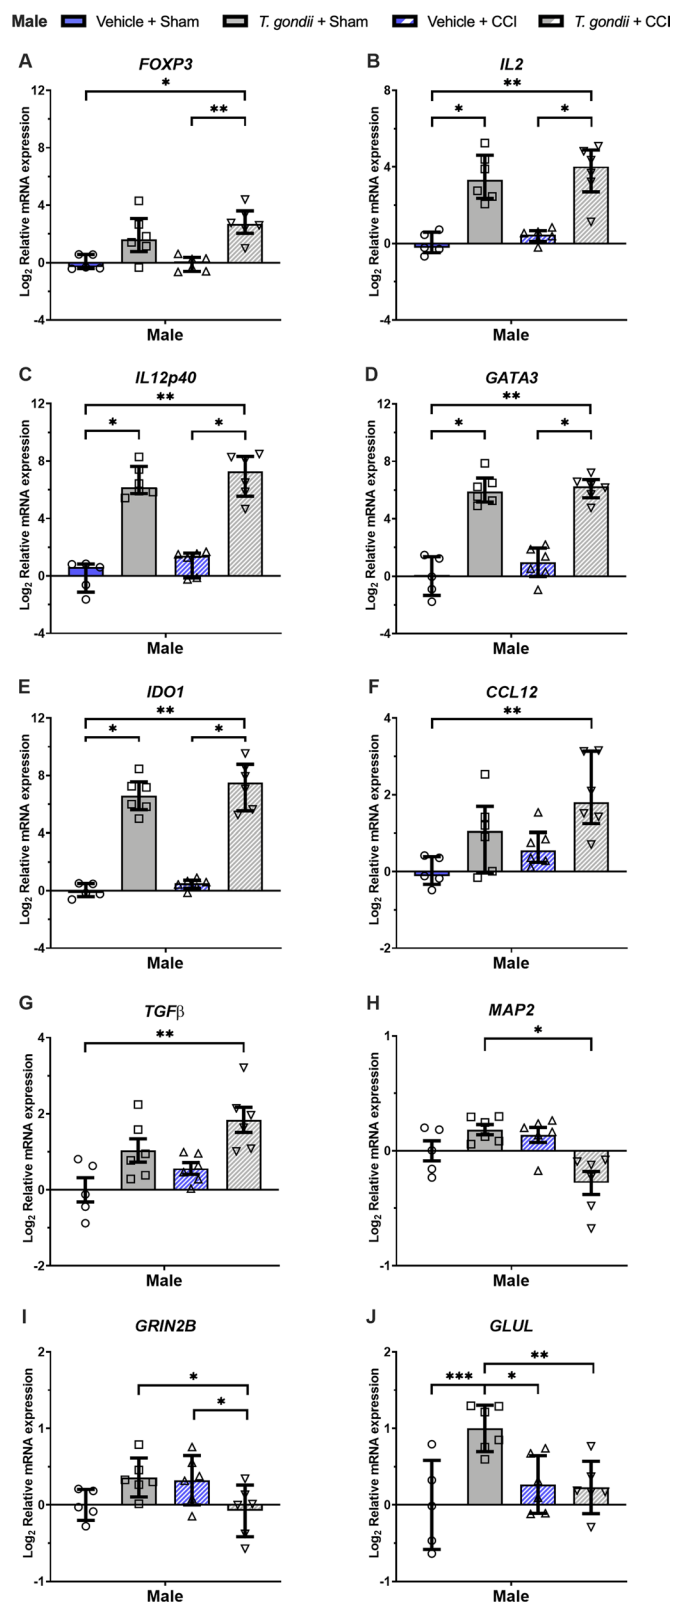 Male Vehicle + Sham T. gondii + Sham Vehicle + CCI T. gondii + CCI
A FOXP3
Log2 Relative mRNA expression
12
8
4
0
-4
*
**
Male
B IL2
Log2 Relative mRNA expression
8
4
0
-4
**
*
*
Male
C IL12p40
Log2 Relative mRNA expression
12
8
4
0
-4
**
*
*
Male
D GATA3
Log2 Relative mRNA expression
12
8
4
0
-4
**
*
*
Male
E IDO1
Log2 Relative mRNA expression
12
8
4
0
-4
**
*
*
Male
F CCL12
Log2 Relative mRNA expression
4
2
0
-2
**
Male
G TGFβ
Log2 Relative mRNA expression
4
2
0
-2
**
Male
H MAP2
Log2 Relative mRNA expression
1
0
-1
*
Male
I GRIN2B
Log2 Relative mRNA expression
2
1
0
-1
*
*
Male
J GLUL
Log2 Relative mRNA expression
2
1
0
-1
**
*** *
Male